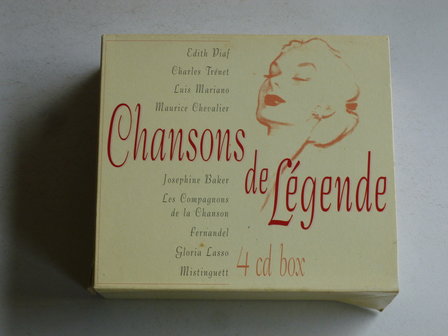 Edith Piaf
Charles Trénet
Luis Mariano
Maurice Chevalier
Chansons
de Légende
Josephine Baker
Les Compagnons
de la Chanson
Fernandel
Gloria Lasso
Mistinguett
4 cd box